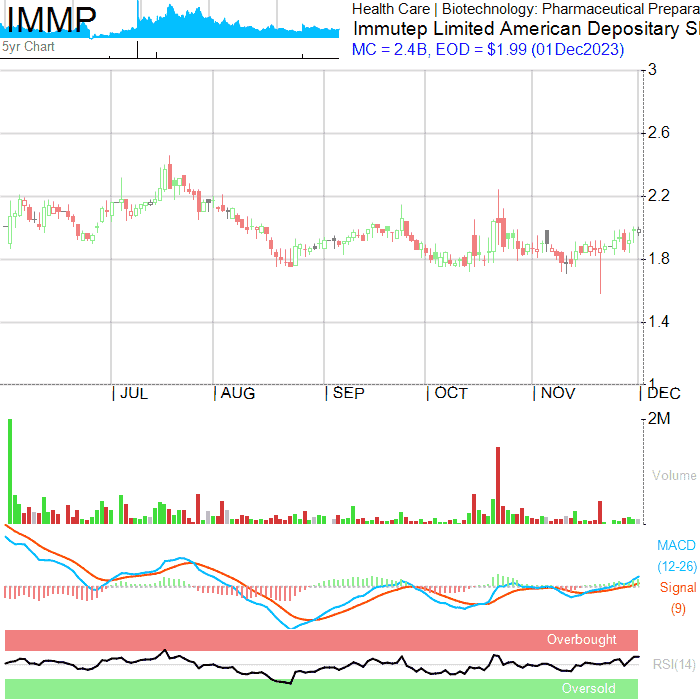 IMMP
5yr Chart
Health Care | Biotechnology: Pharmaceutical Prepara
Immutep Limited American Depositary S
MC = 2.4B, EOD = $1.99 (01Dec2023)
3
2.6
2.2
1.8
1.4
1
| JUL | AUG | SEP | OCT | NOV | DEC
2M
Volume
MACD
(12-26)
Signal
(9)
Overbought
RSI(14)
Oversold